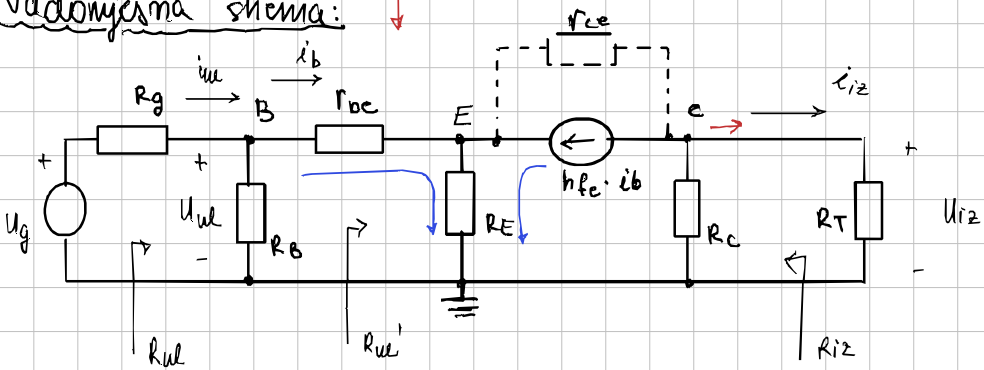 shema:
rce
iul
ib
iiz
Rg
B
rbe
E
C
+
+
+
hfe · ib
Ug
Uul
RB
RE
RC
RT
Uiz
-
-
Rul
Rul'
Riz